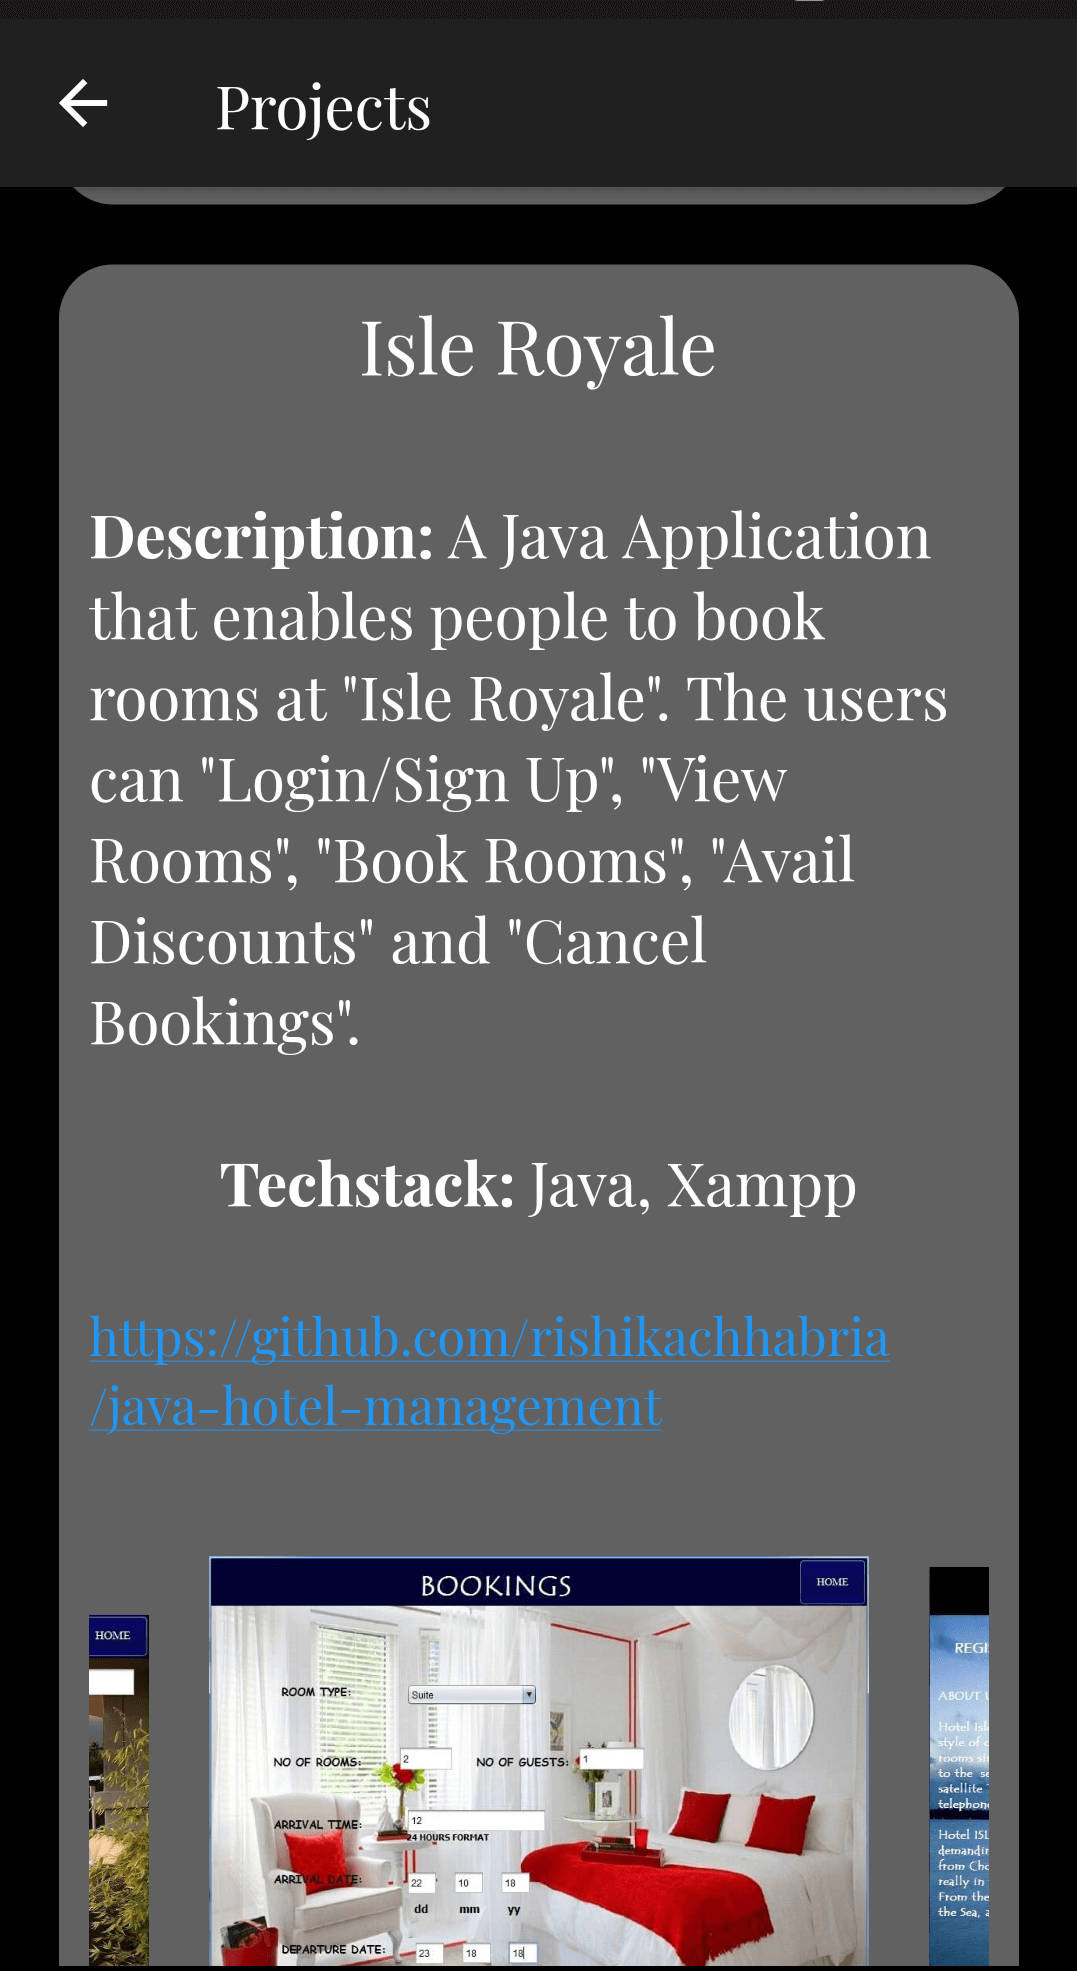 Projects
Isle Royale
Description: A Java Application
that enables people to book
rooms at "Isle Royale". The users
can "Login/Sign Up", "View
Rooms", "Book Rooms", "Avail
Discounts" and "Cancel
Bookings".
Techstack: Java, Xampp
https://github.com/rishikachhabria
/java-hotel-management
HOME
BOOKINGS HOME
ROOM TYPE: Suite
NO OF ROOMS: 2 NO OF GUESTS: 1
ARRIVAL TIME: 12
24 HOURS FORMAT
ARRIVAL DATE: 22 10 18
dd mm yy
DEPARTURE DATE: 23 18 18
REGI
ABOUT
Hotel Isl
style of
rooms si
to the se
satellite
telephon
Hotel ISL
demandin
from Cho
really in
From the
the Sea,